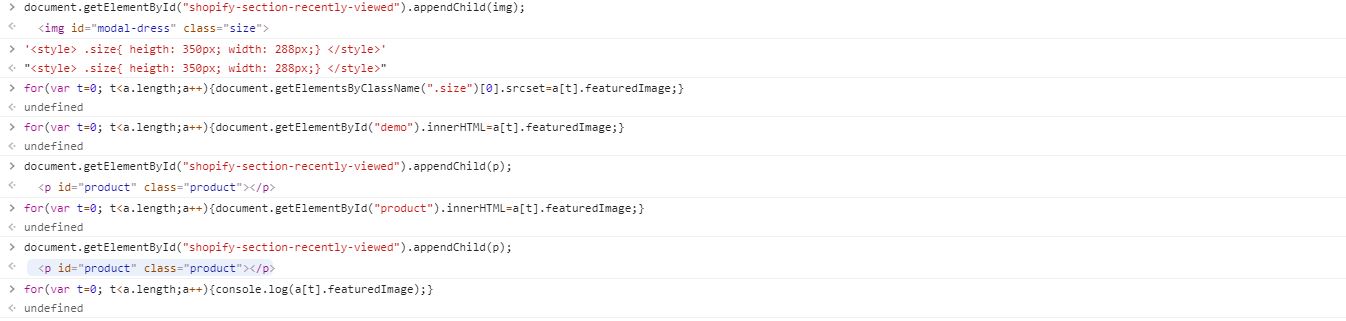 > document.getElementById("shopify-section-recently-viewed").appendChild(img);
<img id="modal-dress" class="size">
> '<style> .size{ heigth: 350px; width: 288px;} </style>'
"<style> .size{ heigth: 350px; width: 288px;} </style>"
> for(var t=0; t<a.length;a++){document.getElementsByClassName(".size")[0].srcset=a[t].featuredImage;}
undefined
> for(var t=0; t<a.length;a++){document.getElementById("demo").innerHTML=a[t].featuredImage;}
undefined
> document.getElementById("shopify-section-recently-viewed").appendChild(p);
<p id="product" class="product"></p>
> for(var t=0; t<a.length;a++){document.getElementById("product").innerHTML=a[t].featuredImage;}
undefined
> document.getElementById("shopify-section-recently-viewed").appendChild(p);
<p id="product" class="product"></p>
> for(var t=0; t<a.length;a++){console.log(a[t].featuredImage);}
undefined